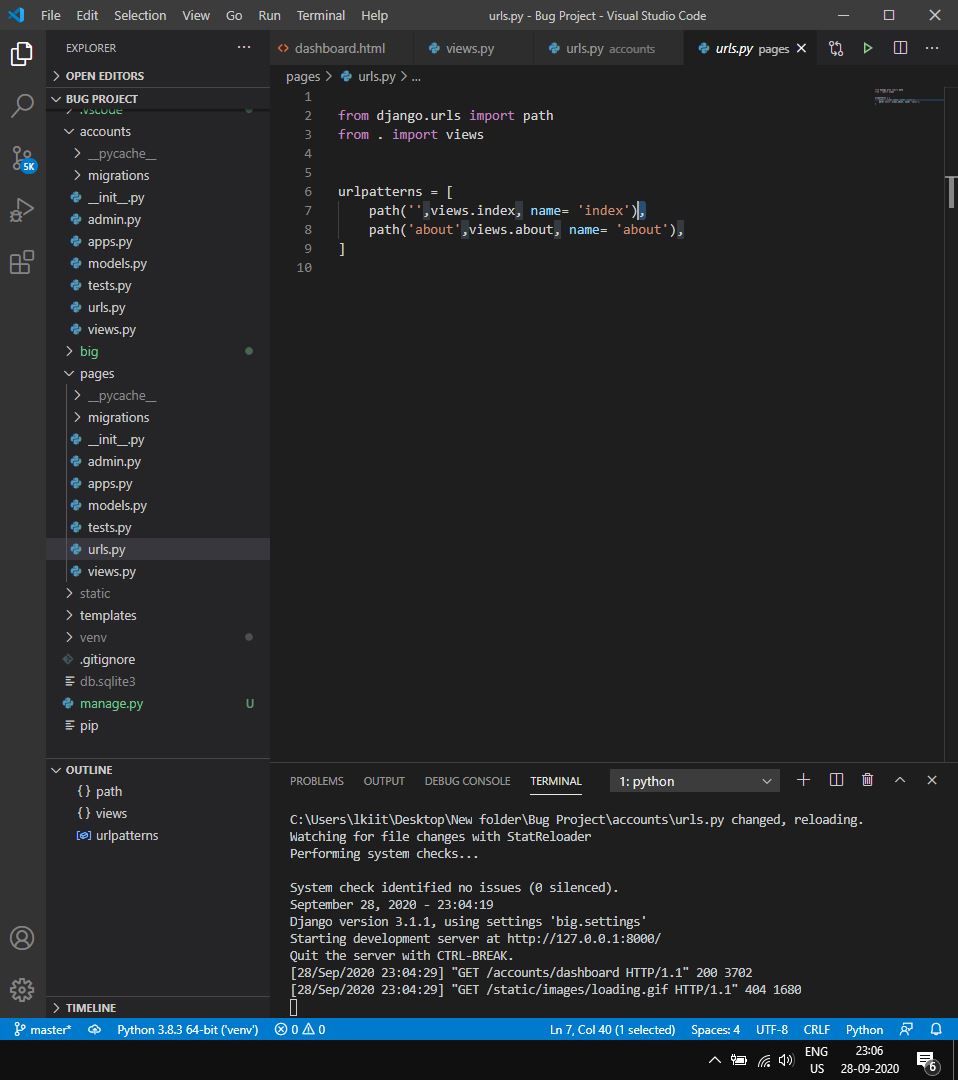 File Edit Selection View Go Run Terminal Help urls.py - Bug Project - Visual Studio Code
EXPLORER
dashboard.html views.py urls.py accounts urls.py pages
OPEN EDITORS
pages > urls.py > ...
BUG PROJECT
.vscode
accounts
__pycache__
migrations
__init__.py
admin.py
apps.py
models.py
tests.py
urls.py
views.py
big
pages
__pycache__
migrations
__init__.py
admin.py
apps.py
models.py
tests.py
urls.py
views.py
static
templates
venv
.gitignore
db.sqlite3
manage.py U
pip
5K
1
2 from django.urls import path
3 from . import views
4
5
6 urlpatterns = [
7 path('',views.index, name= 'index'),
8 path('about',views.about, name= 'about'),
9 ]
10
OUTLINE
{} path
{} views
urlpatterns
TIMELINE
PROBLEMS OUTPUT DEBUG CONSOLE TERMINAL 1: python
C:\Users\lkiit\Desktop\New folder\Bug Project\accounts\urls.py changed, reloading.
Watching for file changes with StatReloader
Performing system checks...
System check identified no issues (0 silenced).
September 28, 2020 - 23:04:19
Django version 3.1.1, using settings 'big.settings'
Starting development server at http://127.0.0.1:8000/
Quit the server with CTRL-BREAK.
[28/Sep/2020 23:04:29] "GET /accounts/dashboard HTTP/1.1" 200 3702
[28/Sep/2020 23:04:29] "GET /static/images/loading.gif HTTP/1.1" 404 1680
master* Python 3.8.3 64-bit ('venv') 0 0 Ln 7, Col 40 (1 selected) Spaces: 4 UTF-8 CRLF Python
ENG 23:06
US 28-09-2020 6